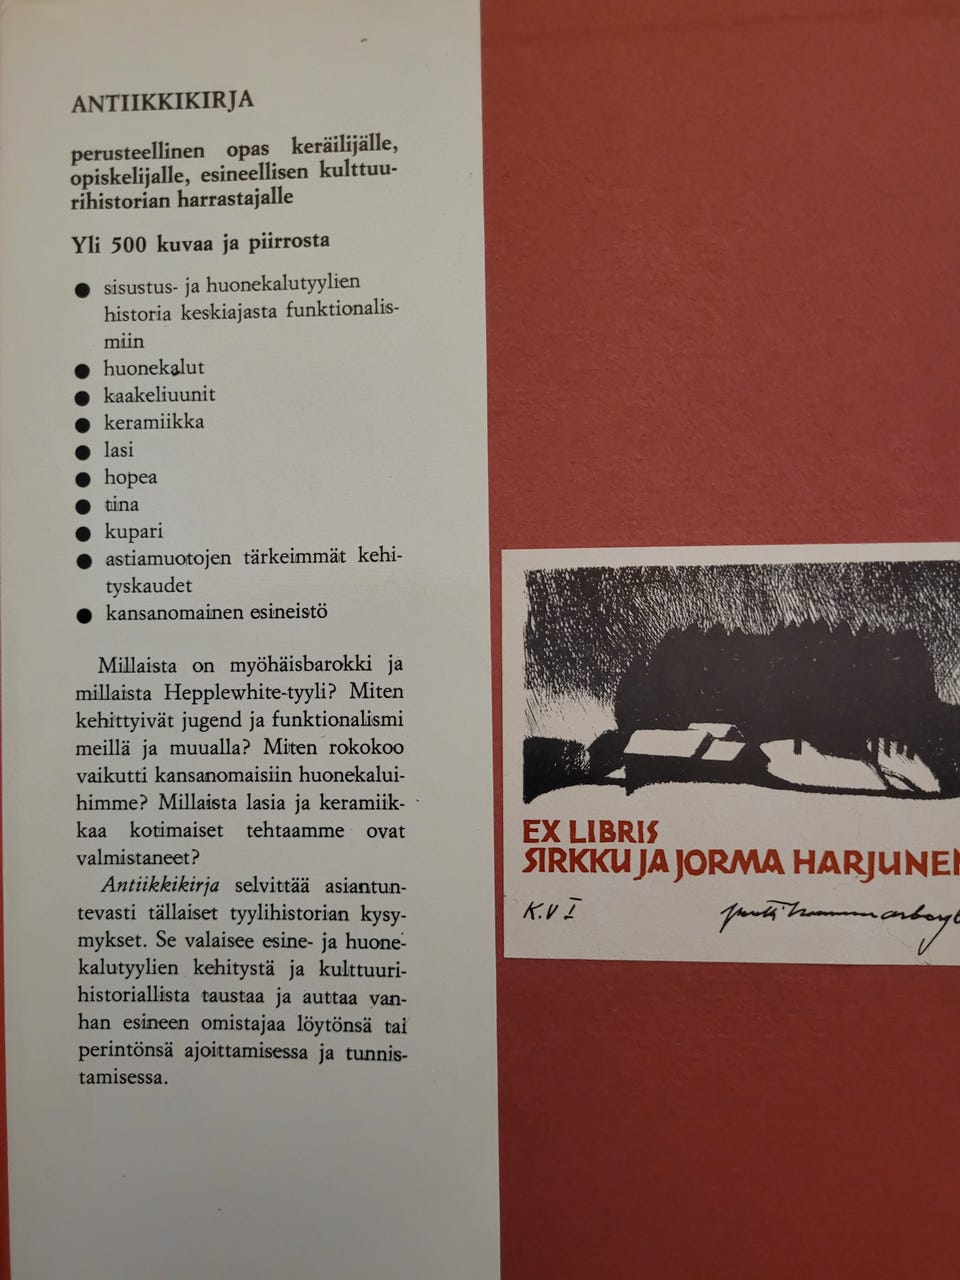 ANTIIKKIKIRJA
perusteellinen opas keräilijälle,
opiskelijalle, esineellisen kulttuu-
rihistorian harrastajalle
Yli 500 kuvaa ja piirrosta
● sisustus- ja huonekalutyylien
historia keskiajasta funktionalis-
miin
● huonekalut
● kaakeliuunit
● keramiikka
● lasi
● hopea
● tina
● kupari
● astiamuotojen tärkeimmät kehi-
tyskaudet
● kansanomainen esineistö
Millaista on myöhäisbarokki ja
millaista Hepplewhite-tyyli? Miten
kehittyivät jugend ja funktionalismi
meillä ja muualla? Miten rokokoo
vaikutti kansanomaisiin huonekalui-
himme? Millaista lasia ja keramiik-
kaa kotimaiset tehtaamme ovat
valmistaneet?
Antiikkikirja selvittää asiantun-
tevasti tällaiset tyylihistorian kysy-
mykset. Se valaisee esine- ja huone-
kalutyylien kehitystä ja kulttuuri-
historiallista taustaa ja auttaa van-
han esineen omistajaa löytönsä tai
perintönsä ajoittamisessa ja tunnis-
tamisessa.
EX LIBRIS
SIRKKU JA JORMA HARJUNEN
K.VI